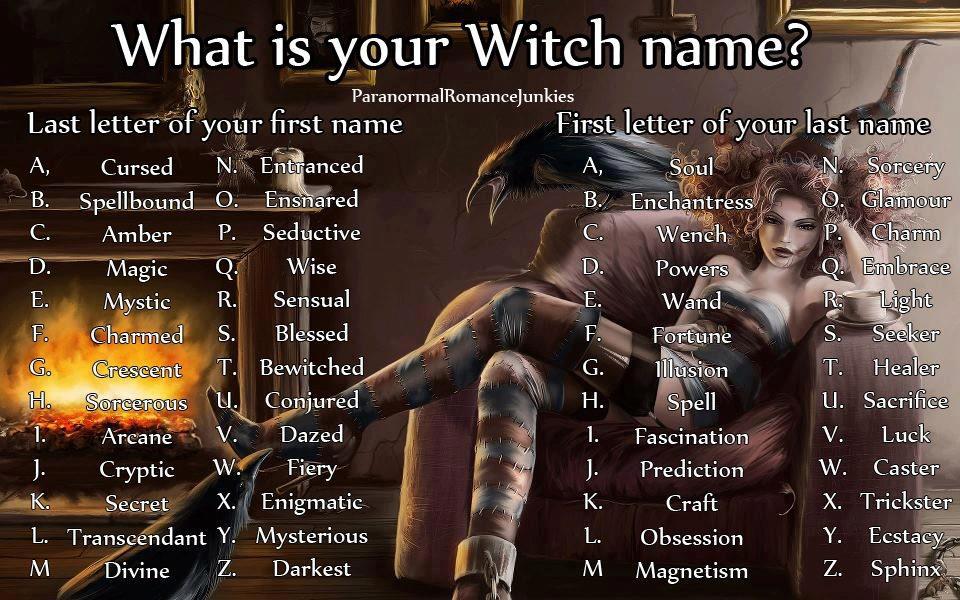 What is your Witch name?
ParanormalRomanceJunkies
Last letter of your first name
A, Cursed
B. Spellbound
C. Amber
D. Magic
E. Mystic
F. Charmed
G. Crescent
H. Sorcerous
I. Arcane
J. Cryptic
K. Secret
L. Transcendant
M Divine
N. Entranced
O. Ensnared
P. Seductive
Q. Wise
R. Sensual
S. Blessed
T. Bewitched
U. Conjured
V. Dazed
W. Fiery
X. Enigmatic
Y. Mysterious
Z. Darkest
First letter of your last name
A, Soul
B. Enchantress
C. Wench
D. Powers
E. Wand
F. Fortune
G. Illusion
H. Spell
I. Fascination
J. Prediction
K. Craft
L. Obsession
M Magnetism
N. Sorcery
O. Glamour
P. Charm
Q. Embrace
R. Light
S. Seeker
T. Healer
U. Sacrifice
V. Luck
W. Caster
X. Trickster
Y. Ecstacy
Z. Sphinx